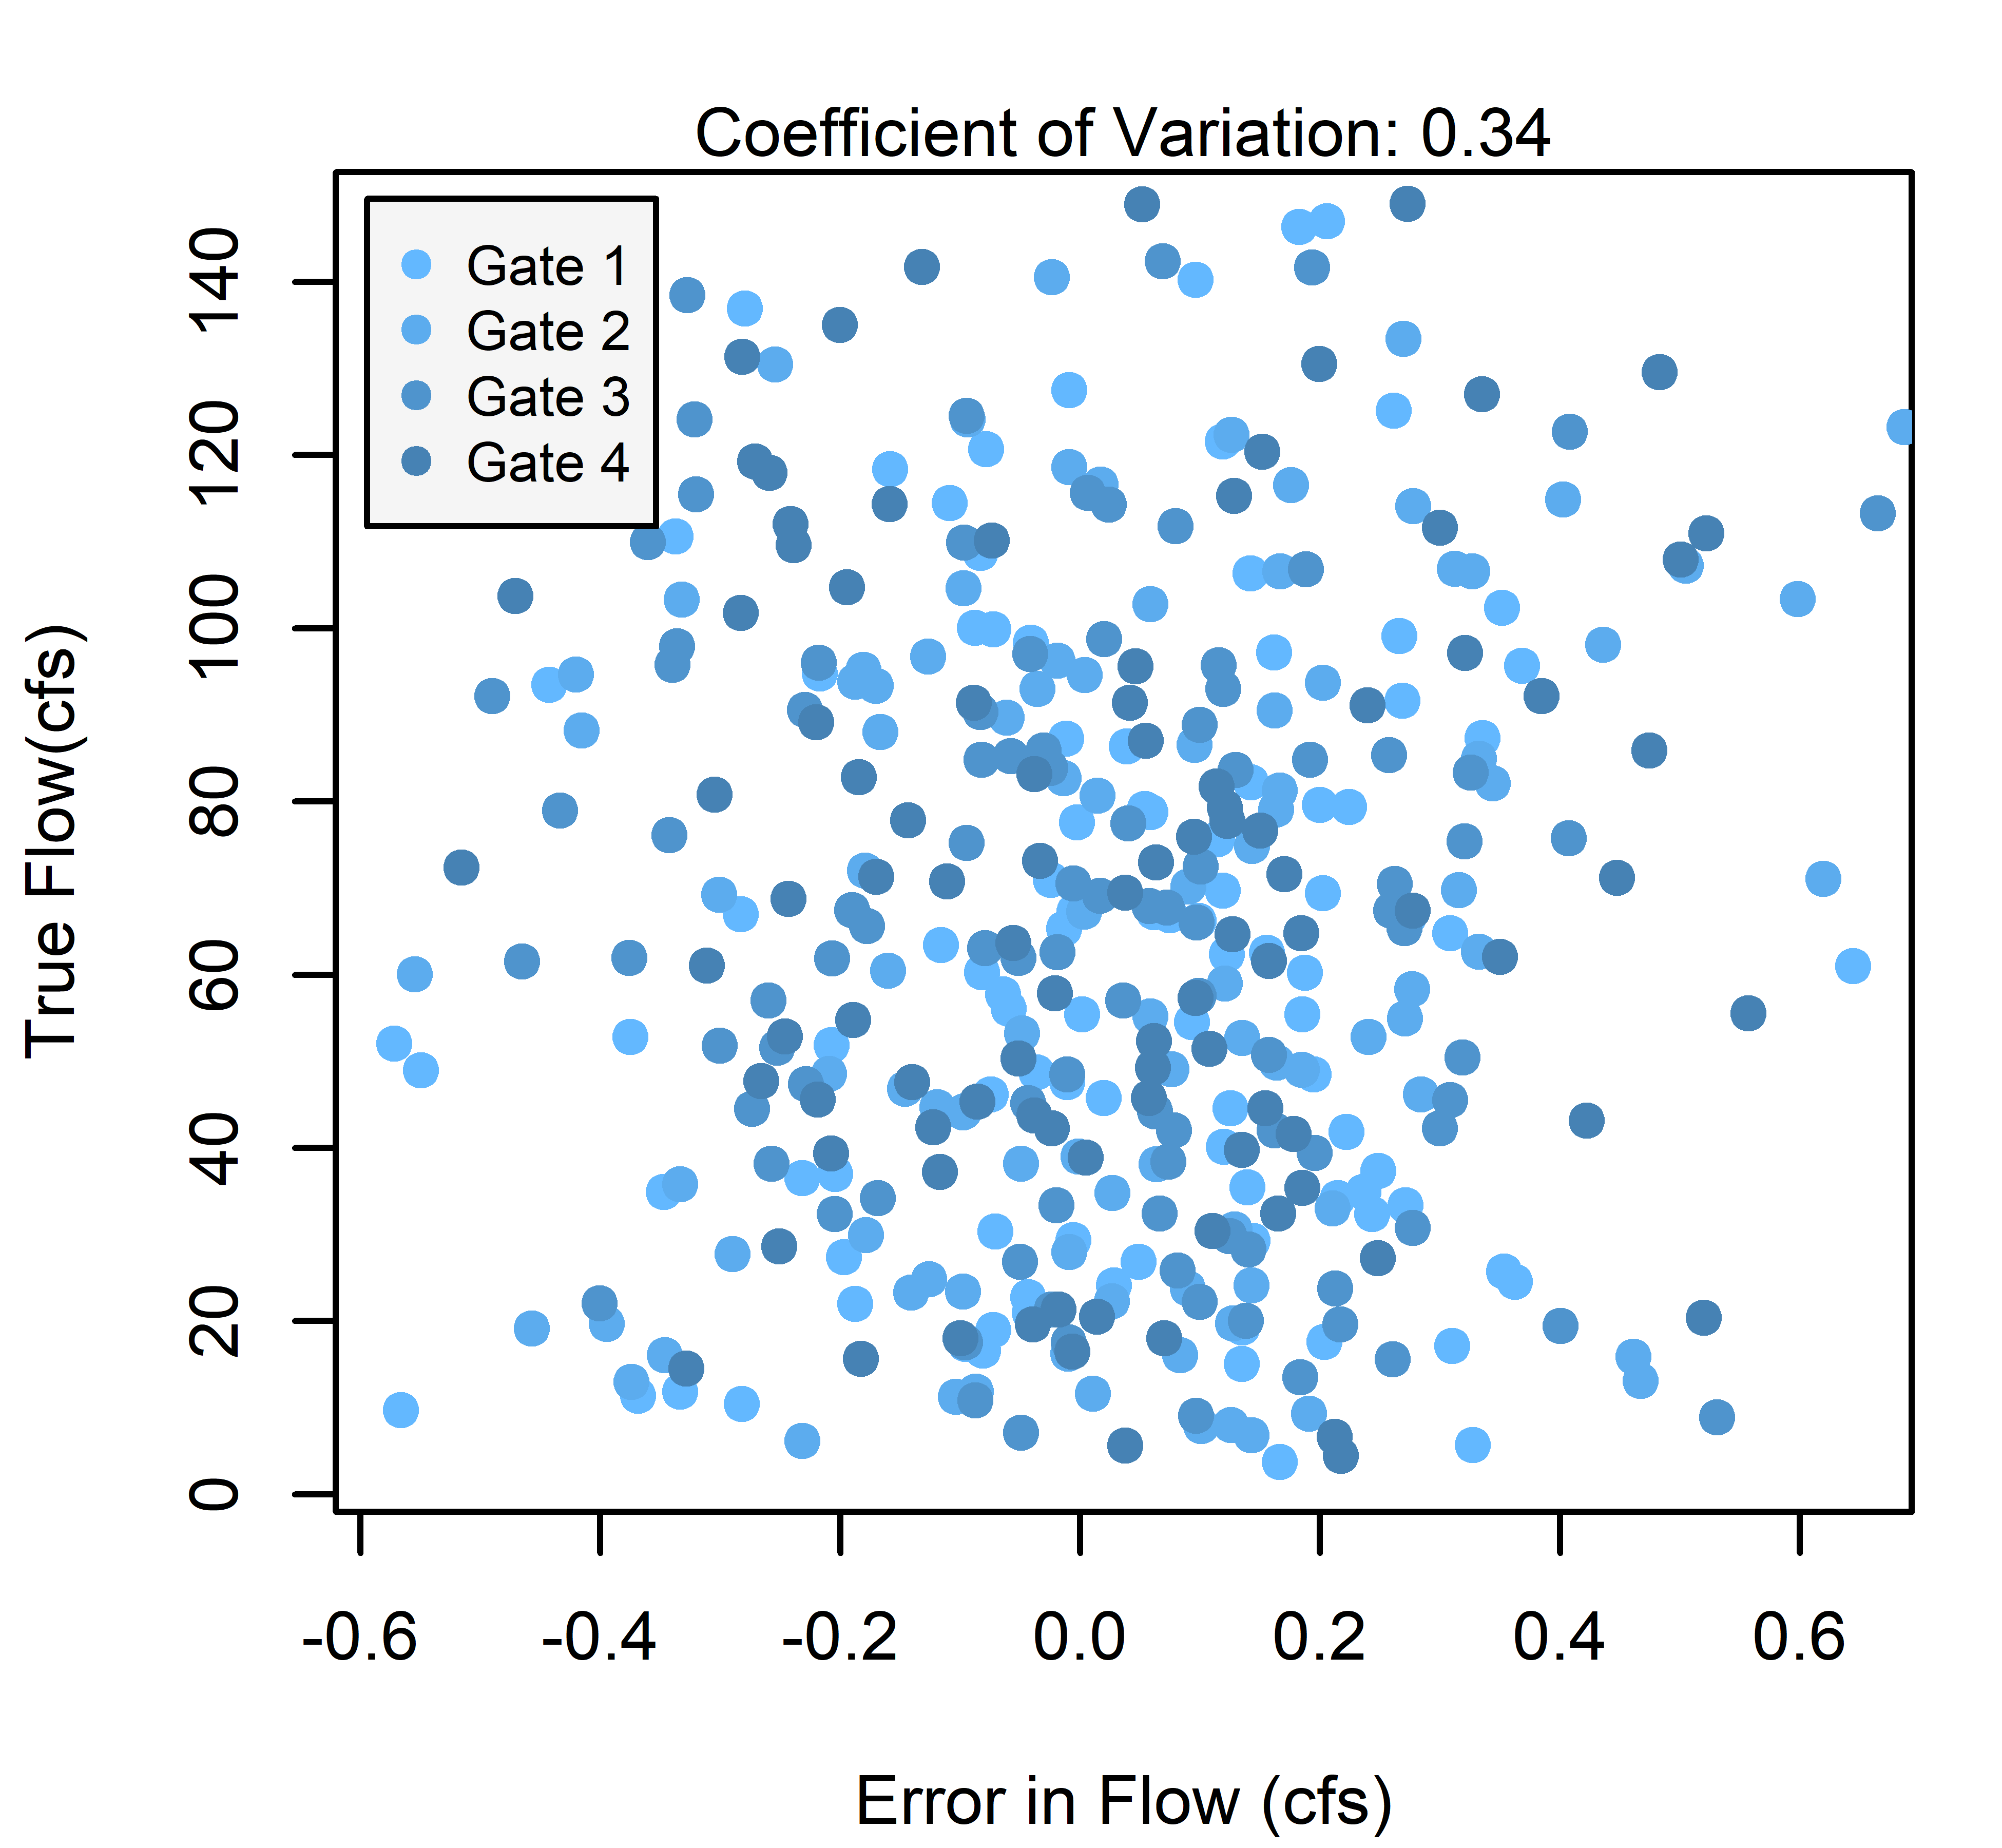 Coefficient of Variation: 0.34
Gate 1
Gate 2
Gate 3
Gate 4
True Flow(cfs)
140
120
100
80
60
40
20
0
-0.6 -0.4 -0.2 0.0 0.2 0.4 0.6
Error in Flow (cfs)